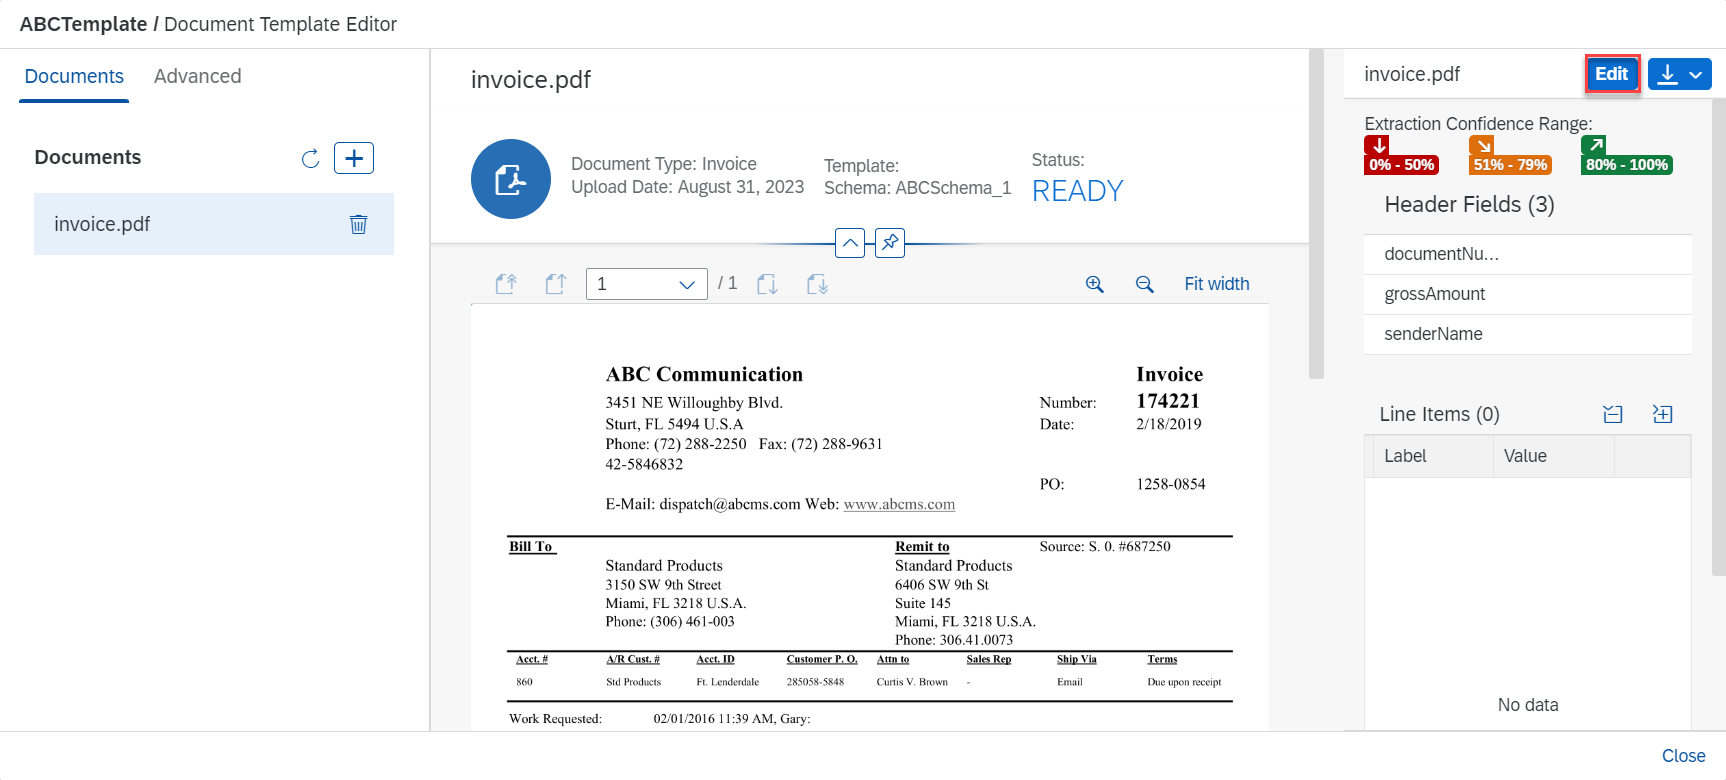 ABCTemplate / Document Template Editor
Documents Advanced
Documents
invoice.pdf
invoice.pdf
Document Type: Invoice
Upload Date: August 31, 2023
Template:
Schema: ABCSchema_1
Status:
READY
1 / 1
Fit width
ABC Communication
3451 NE Willoughby Blvd.
Sturt, FL 5494 U.S.A
Phone: (72) 288-2250 Fax: (72) 288-9631
42-5846832
E-Mail: dispatch@abcms.com Web: www.abcms.com
Invoice
Number: 174221
Date: 2/18/2019
PO: 1258-0854
Bill To
Standard Products
3150 SW 9th Street
Miami, FL 3218 U.S.A.
Phone: (306) 461-003
Remit to
Standard Products
6406 SW 9th St
Suite 145
Miami, FL 3218 U.S.A.
Phone: 306.41.0073
Source: S. 0. #687250
Acct. # A/R Cust. # Acct. ID Customer P. O. Attn to Sales Rep Ship Via Terms
860 Std Products Ft. Lenderdale 285058-5848 Curtis V. Brown - Email Due upon receipt
Work Requested: 02/01/2016 11:39 AM, Gary:
invoice.pdf
Edit
Extraction Confidence Range:
0% - 50% 51% - 79% 80% - 100%
Header Fields (3)
documentNu...
grossAmount
senderName
Line Items (0)
Label Value
No data
Close